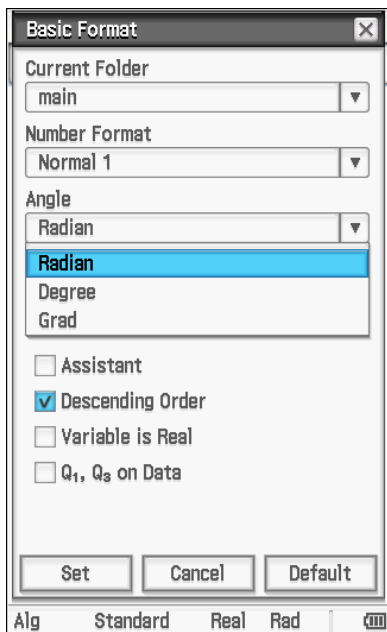 Basic Format
Current Folder
main
Number Format
Normal 1
Angle
Radian
Radian
Degree
Grad
Assistant
Descending Order
Variable is Real
Q₁, Q₃ on Data
Set Cancel Default
Alg Standard Real Rad